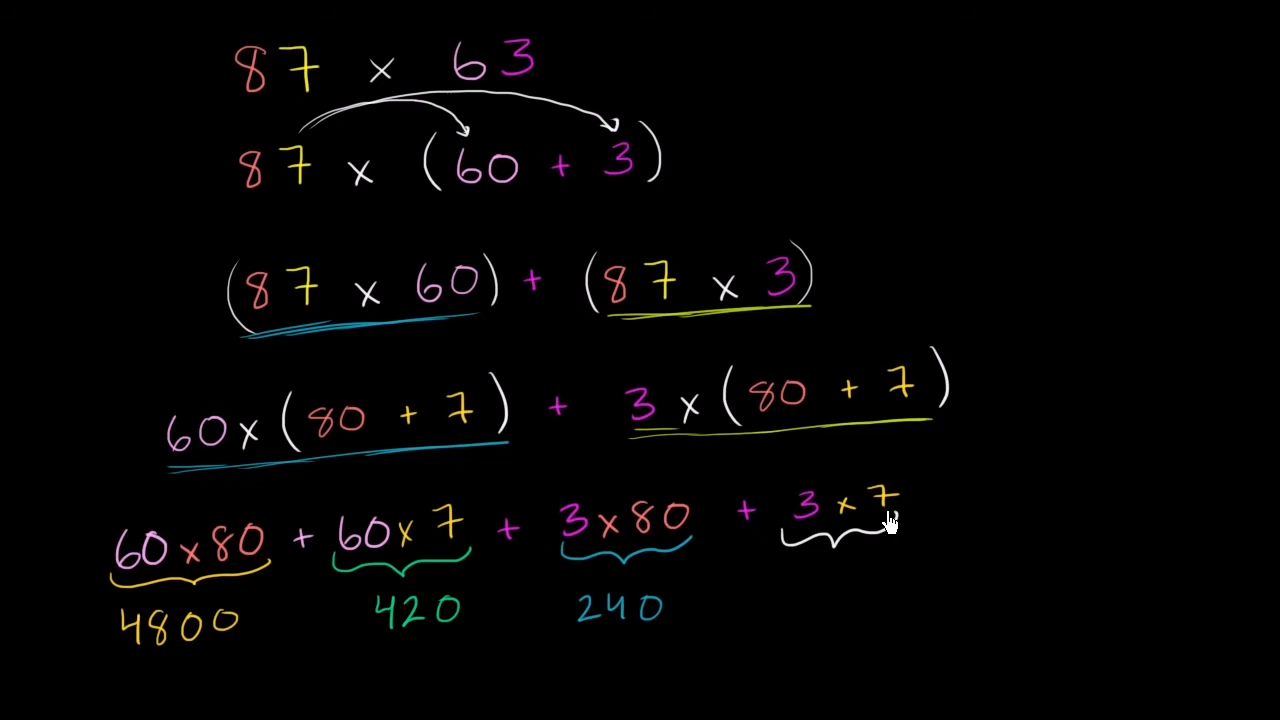 87 × 63
87 × (60 + 3)
(87 × 60) + (87 × 3)
60 × (80 + 7) + 3 × (80 + 7)
60 × 80 + 60 × 7 + 3 × 80 + 3 × 7
4800 420 240